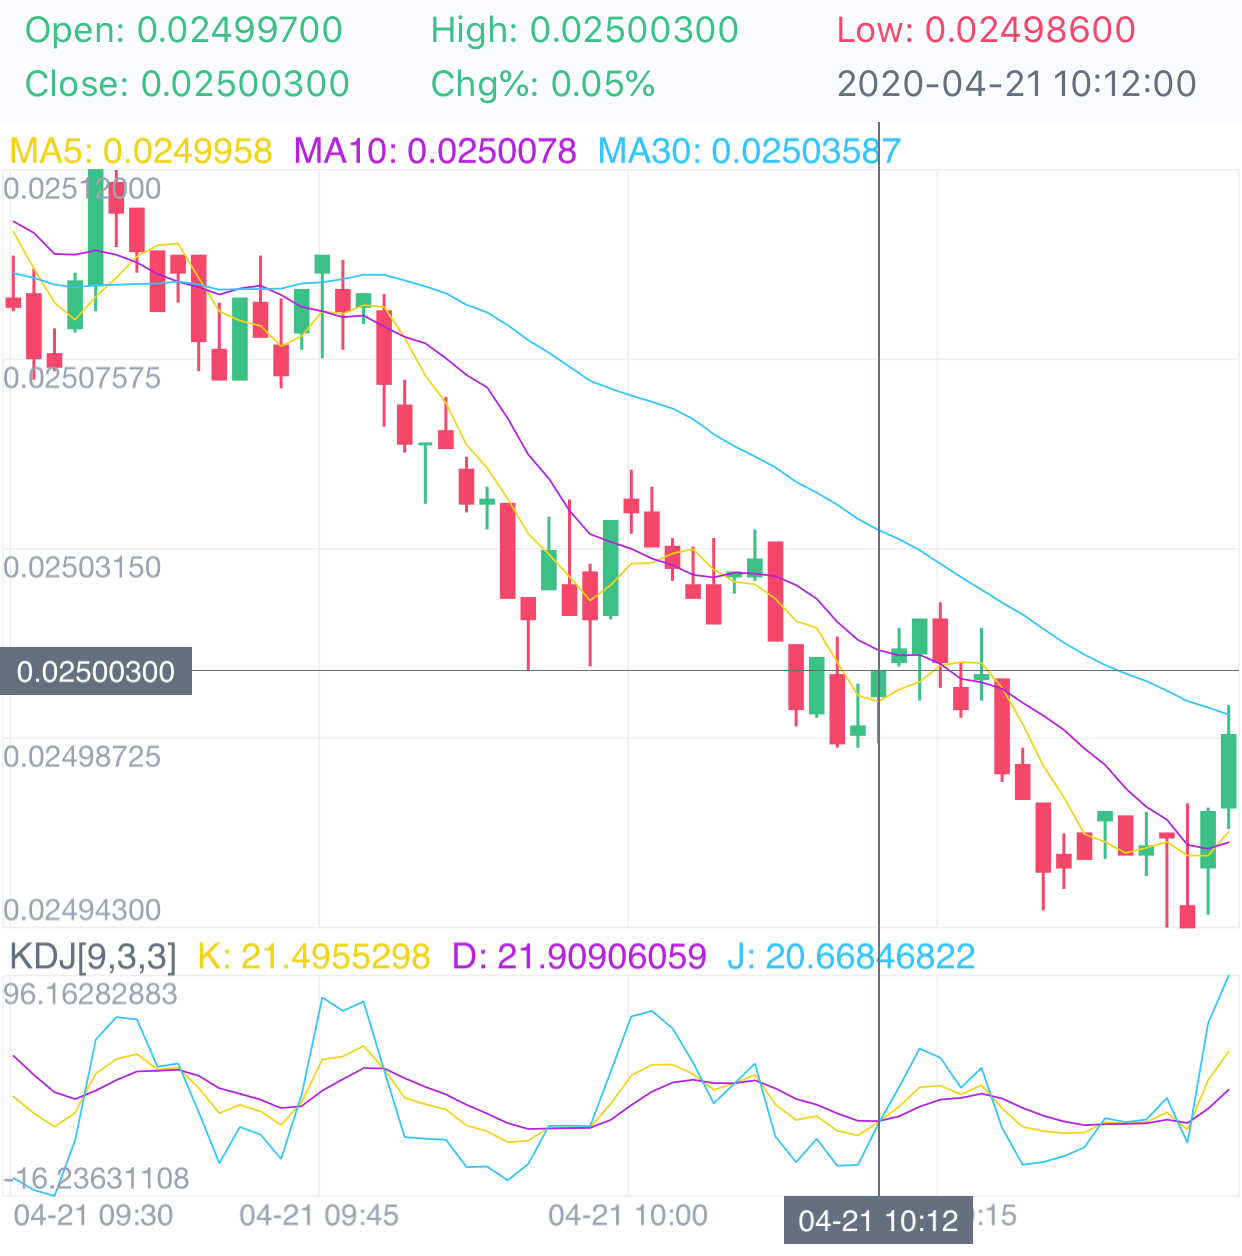 Open: 0.02499700 High: 0.02500300 Low: 0.02498600
Close: 0.02500300 Chg%: 0.05% 2020-04-21 10:12:00
MA5: 0.0249958 MA10: 0.0250078 MA30: 0.02503587
0.02512000
0.02507575
0.02503150
0.02500300
0.02498725
0.02494300
KDJ[9,3,3] K: 21.4955298 D: 21.90906059 J: 20.66846822
96.16282883
-16.23631108
04-21 09:30 04-21 09:45 04-21 10:00 04-21 10:12 :15